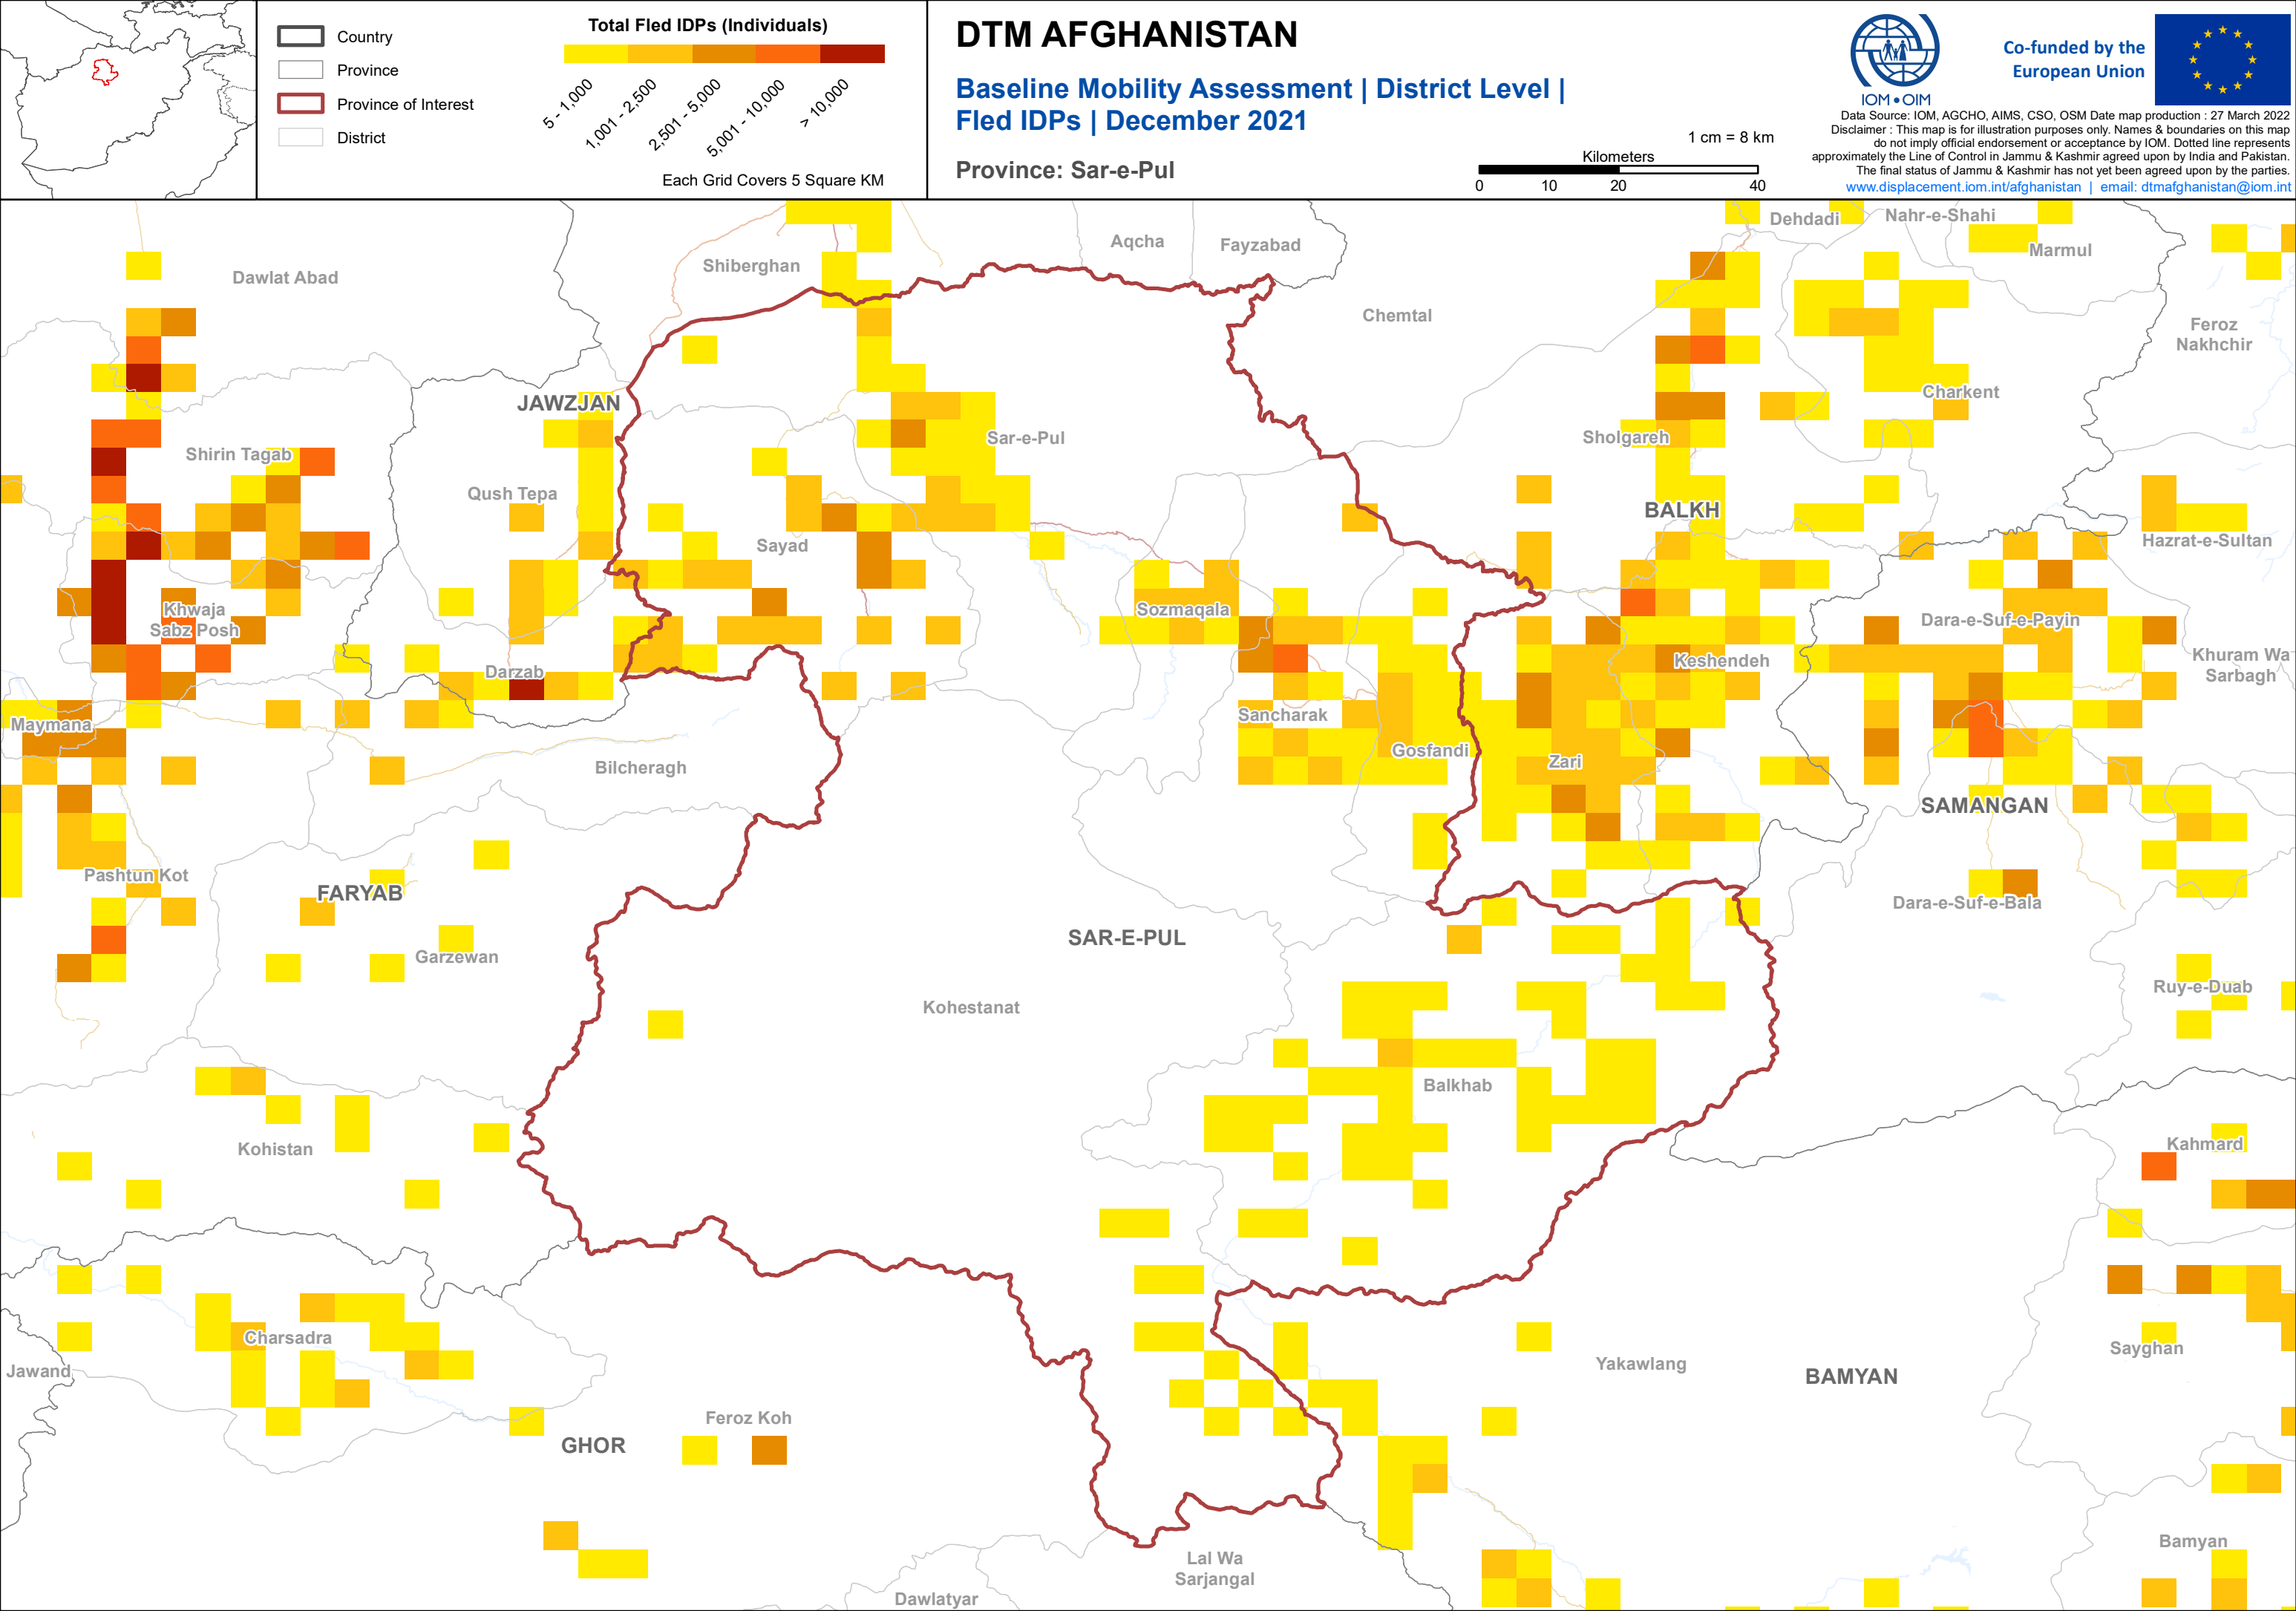 Country
Province
Province of Interest
District
Total Fled IDPs (Individuals)
5 - 1,000
1,001 - 2,500
2,501 - 5,000
5,001 - 10,000
> 10,000
Each Grid Covers 5 Square KM
DTM AFGHANISTAN
Baseline Mobility Assessment | District Level |
Fled IDPs | December 2021
Province: Sar-e-Pul
1 cm = 8 km
Kilometers
0 10 20 40
IOM•OIM
Co-funded by the
European Union
Data Source: IOM, AGCHO, AIMS, CSO, OSM Date map production : 27 March 2022
Disclaimer : This map is for illustration purposes only. Names & boundaries on this map
do not imply official endorsement or acceptance by IOM. Dotted line represents
approximately the Line of Control in Jammu & Kashmir agreed upon by India and Pakistan.
The final status of Jammu & Kashmir has not yet been agreed upon by the parties.
www.displacement.iom.int/afghanistan | email: dtmafghanistan@iom.int
Dehdadi
Nahr-e-Shahi
Aqcha
Fayzabad
Marmul
Shiberghan
Dawlat Abad
Chemtal
Feroz
Nakhchir
Charkent
JAWZJAN
Sar-e-Pul
Sholgareh
Shirin Tagab
Qush Tepa
BALKH
Sayad
Hazrat-e-Sultan
Khwaja
Sabz Posh
Sozmaqala
Dara-e-Suf-e-Payin
Keshendeh
Khuram Wa
Sarbagh
Darzab
Maymana
Sancharak
Gosfandi
Zari
Bilcheragh
SAMANGAN
Pashtun Kot
FARYAB
Dara-e-Suf-e-Bala
SAR-E-PUL
Garzewan
Ruy-e-Duab
Kohestanat
Balkhab
Kohistan
Kahmard
Charsadra
Jawand
Yakawlang
BAMYAN
Sayghan
Feroz Koh
GHOR
Bamyan
Lal Wa
Sarjangal
Dawlatyar